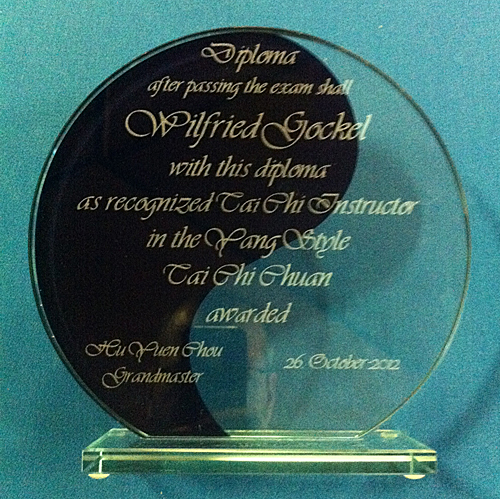 Diploma
after passing the exam shall
Wilfried Gockel
with this diploma
as recognized Tai Chi Instructor
in the Yang Style
Tai Chi Chuan
awarded
Hu Yuen Chou
Grandmaster
26. October 2012